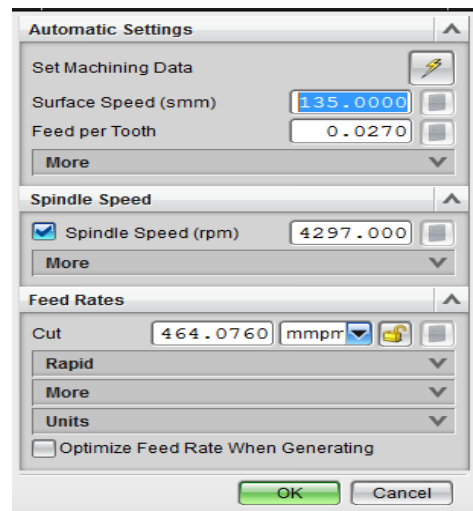 Automatic Settings
Set Machining Data
Surface Speed (smm) 135.0000
Feed per Tooth 0.0270
More
Spindle Speed
Spindle Speed (rpm) 4297.000
More
Feed Rates
Cut 464.0760 mmpm
Rapid
More
Units
Optimize Feed Rate When Generating
OK Cancel